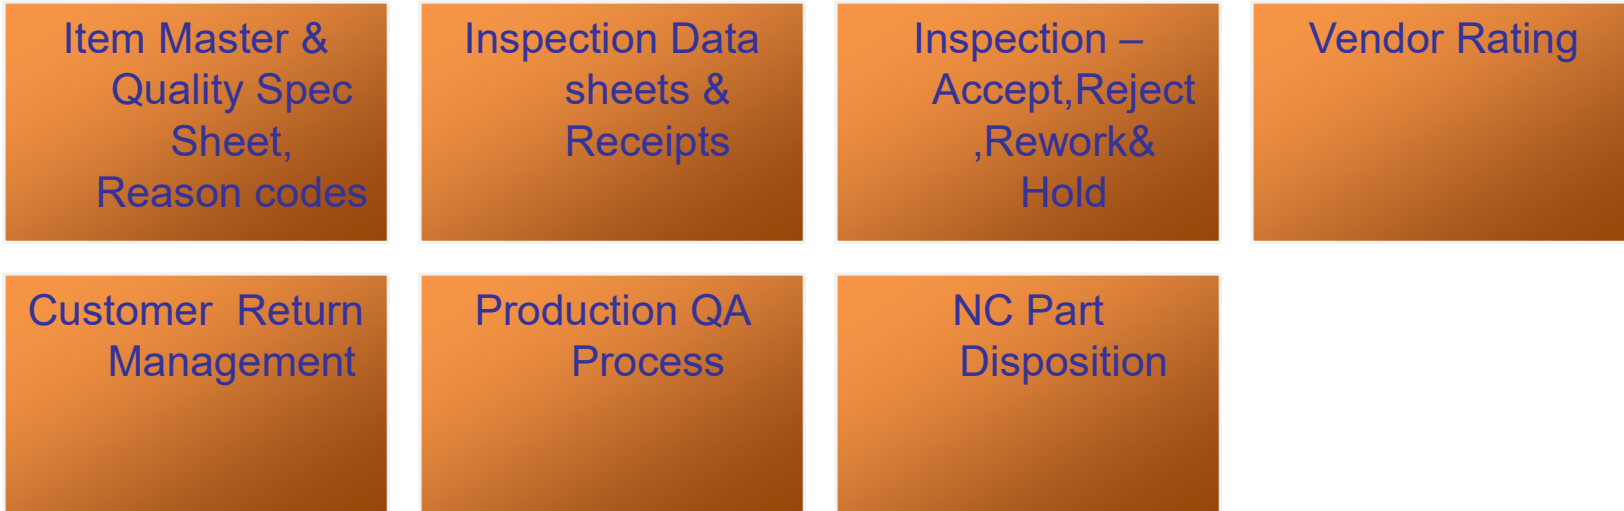 Item Master &
Quality Spec
Sheet,
Reason codes
Inspection Data
sheets &
Receipts
Inspection –
Accept,Reject
,Rework&
Hold
Vendor Rating
Customer  Return
Management
Production QA
Process
NC Part
Disposition